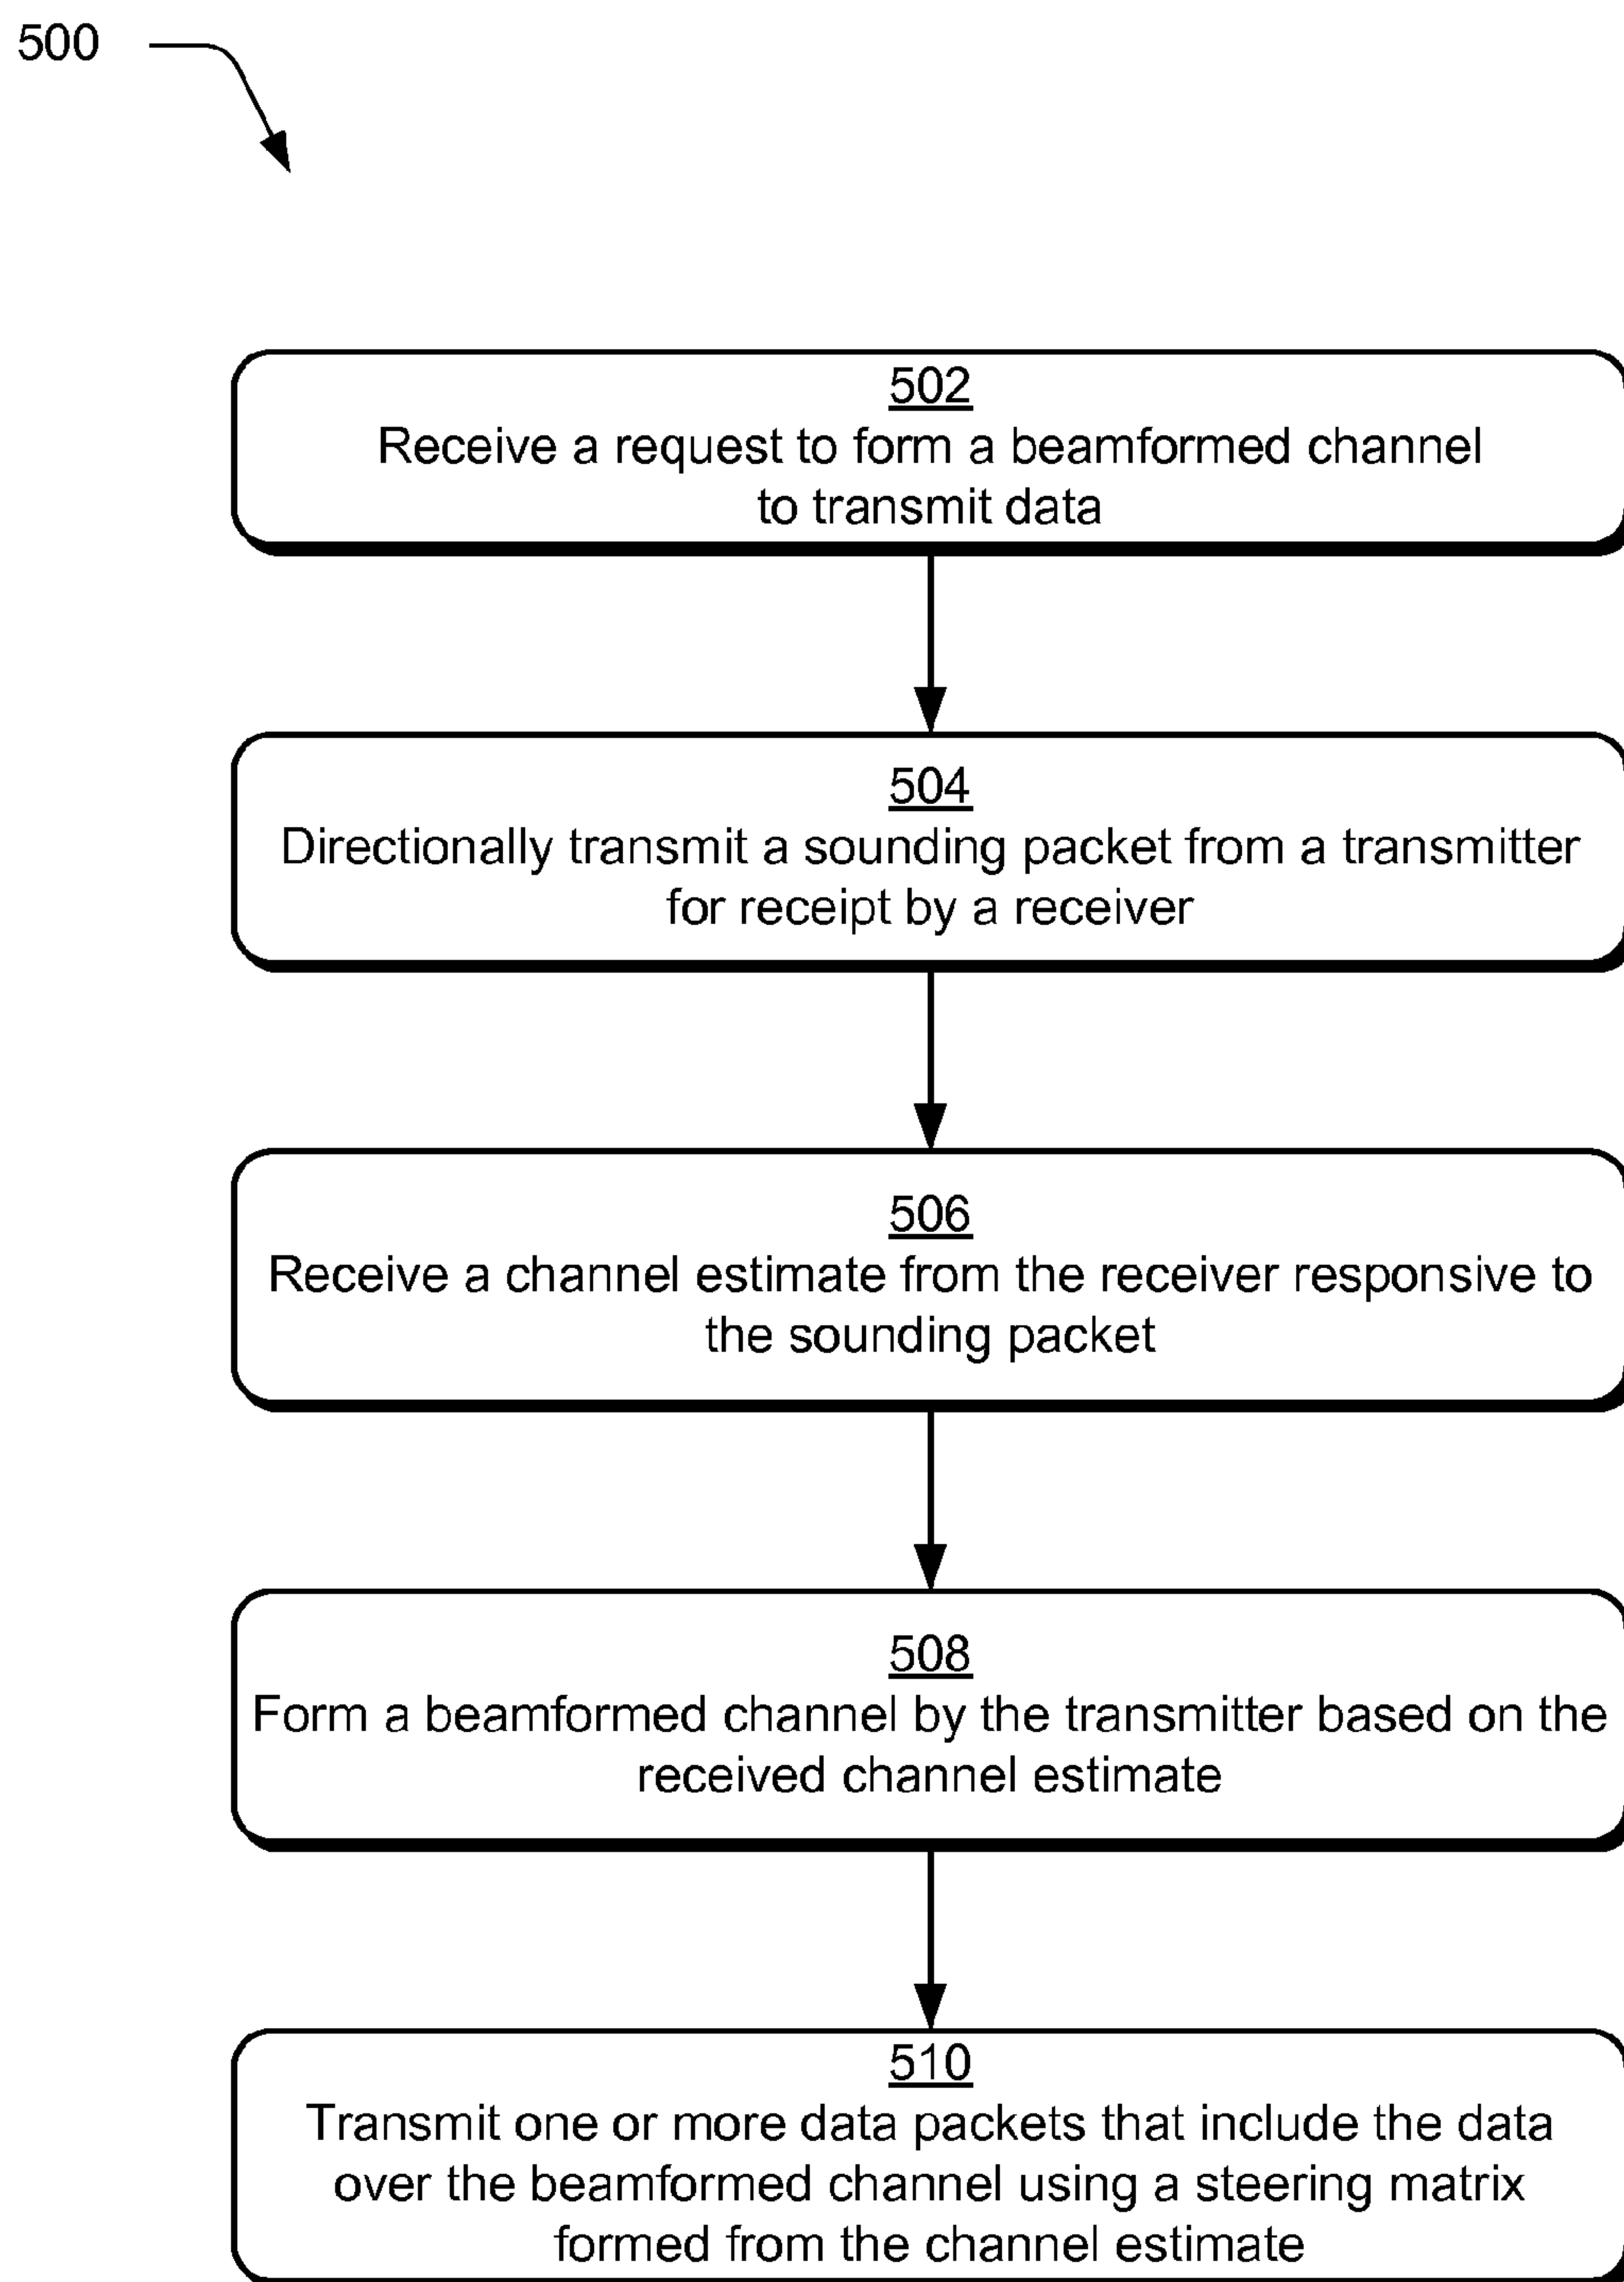 500
502
Receive a request to form a beamformed channel
to transmit data
504
Directionally transmit a sounding packet from a transmitter
for receipt by a receiver
506
Receive a channel estimate from the receiver responsive to
the sounding packet
508
Form a beamformed channel by the transmitter based on the
received channel estimate
510
Transmit one or more data packets that include the data
over the beamformed channel using a steering matrix
formed from the channel estimate